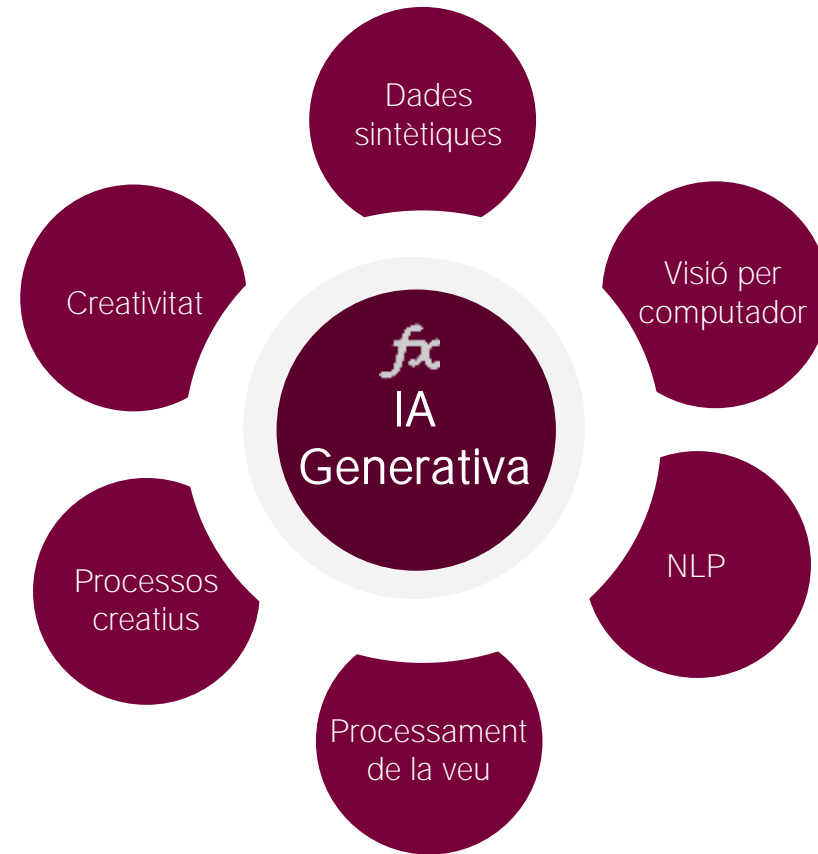 Dades
sintètiques
Visió per
computador
Creativitat
fx
IA
Generativa
NLP
Processos
creatius
Processament
de la veu